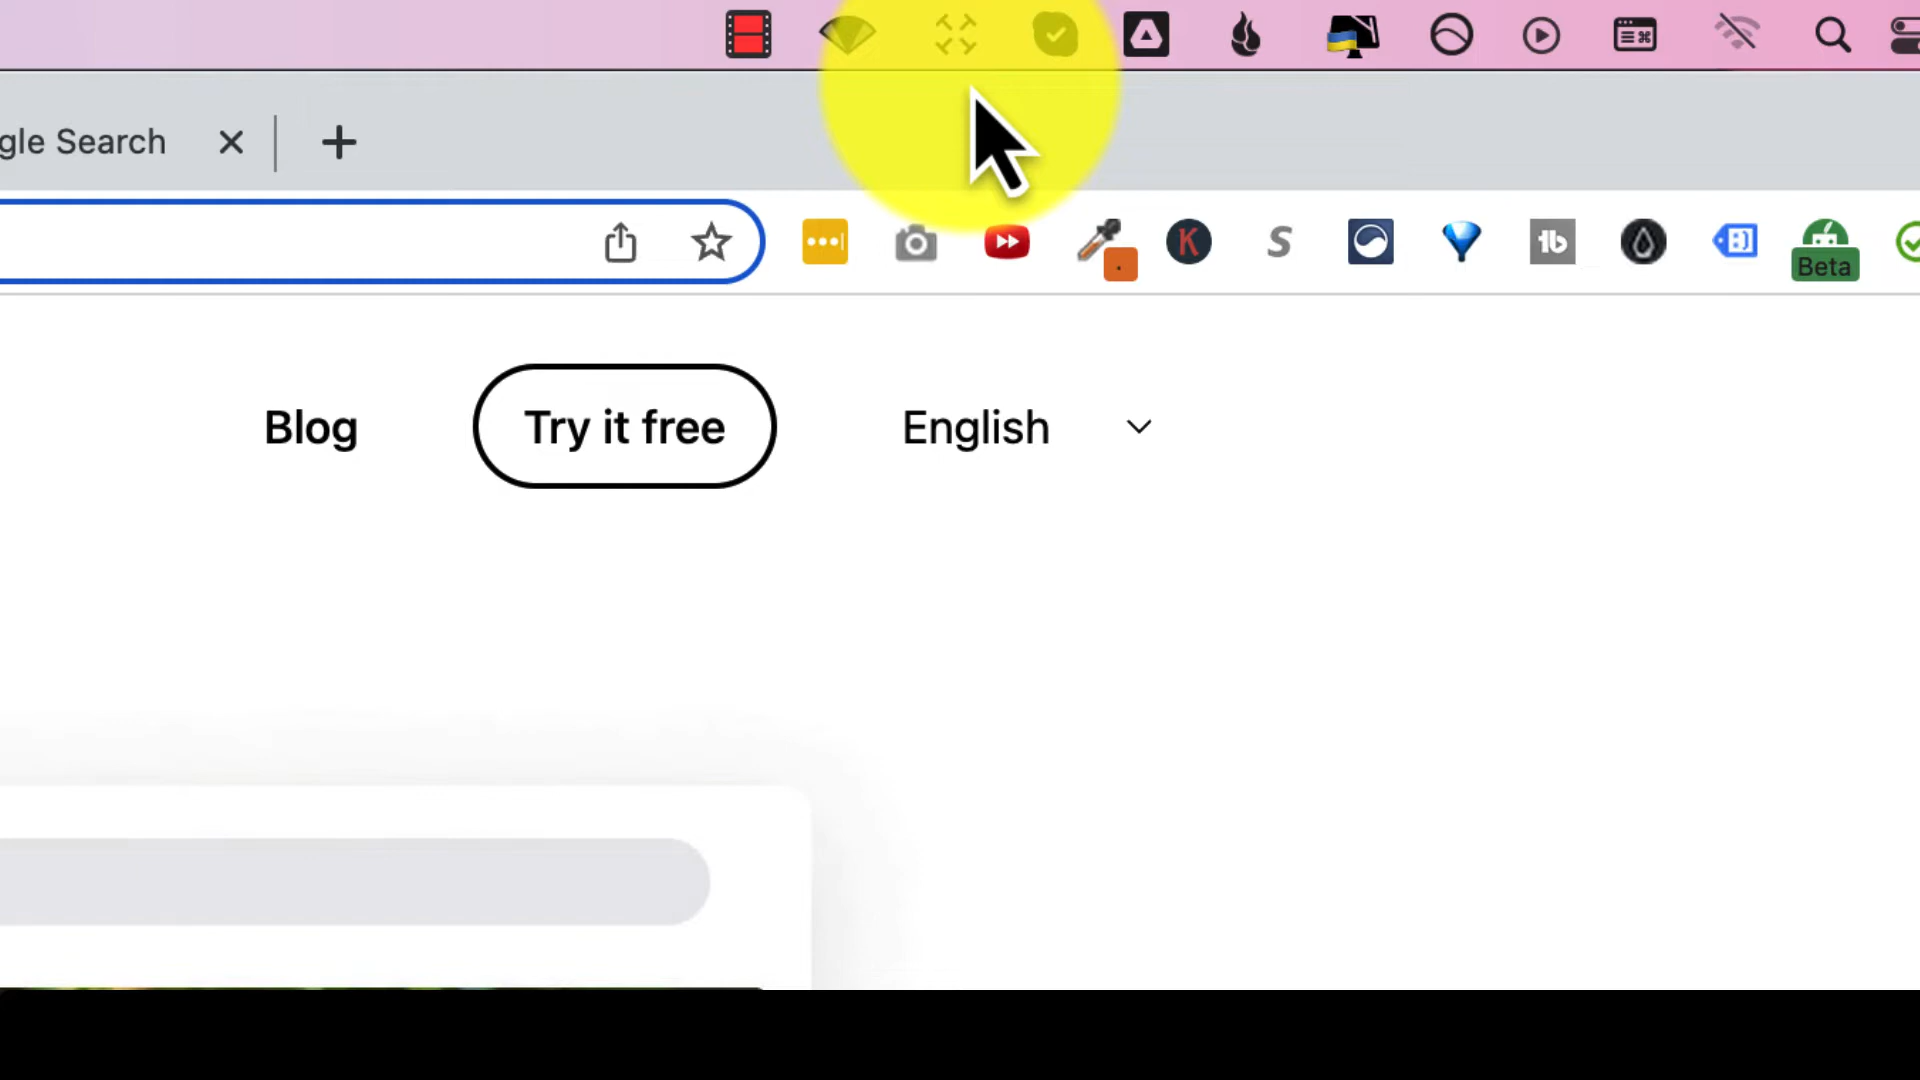 gle Search
Beta
Blog
Try it free
English